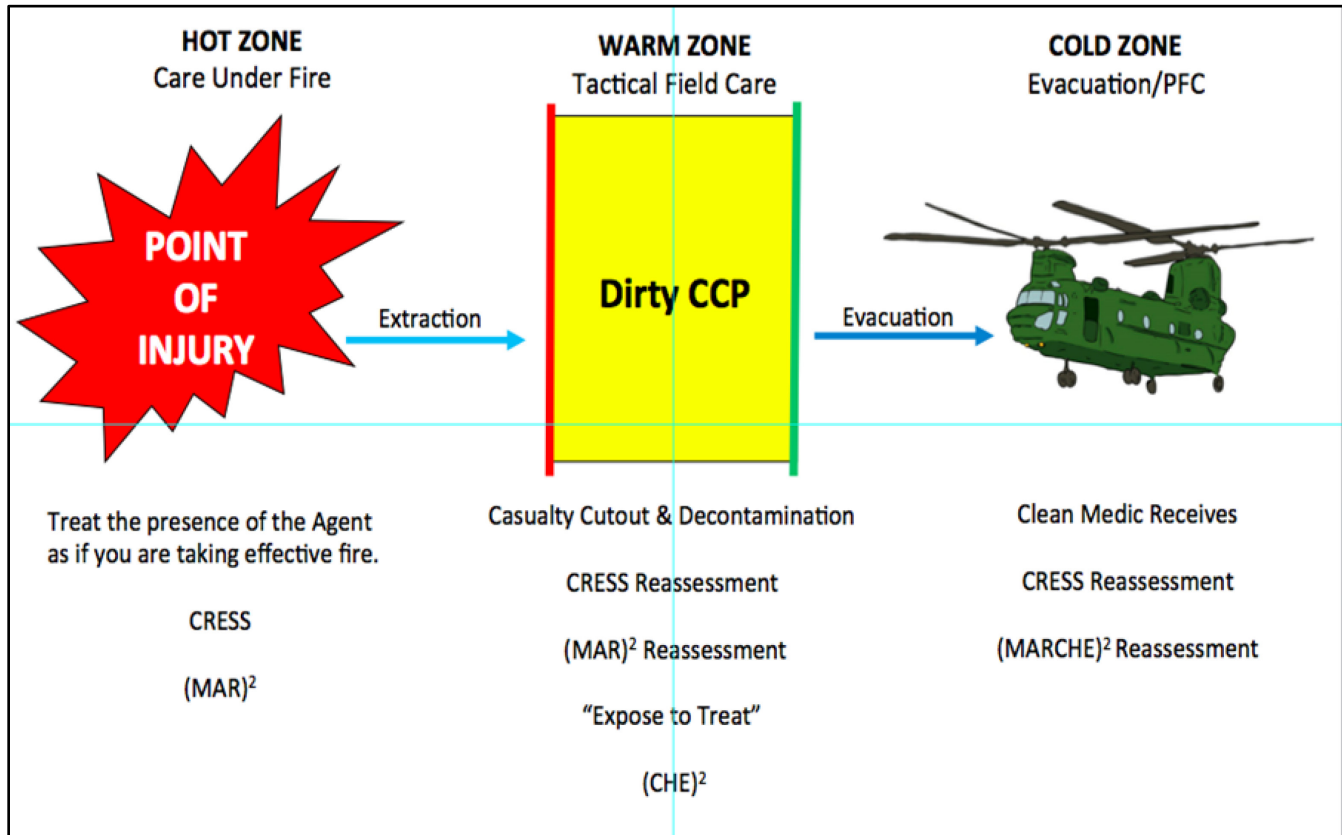 HOT ZONE
Care Under Fire
WARM ZONE
Tactical Field Care
COLD ZONE
Evacuation/PFC
POINT
OF
INJURY
Extraction
Dirty CCP
Evacuation
Treat the presence of the Agent
as if you are taking effective fire.
CRESS
(MAR)²
Casualty Cutout & Decontamination
CRESS Reassessment
(MAR)² Reassessment
“Expose to Treat”
(CHE)²
Clean Medic Receives
CRESS Reassessment
(MARCHE)² Reassessment